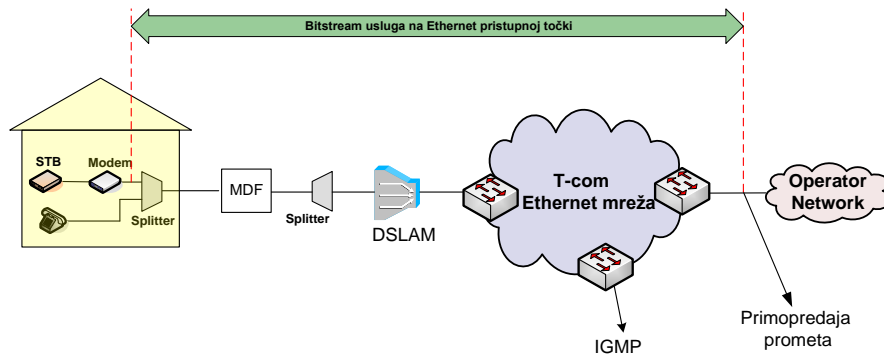 Bitstream usluga na Ethernet pristupnoj točki
STB
Modem
Splitter
MDF
Splitter
DSLAM
T-com
Ethernet mreža
Operator
Network
IGMP
Primopredaja
prometa